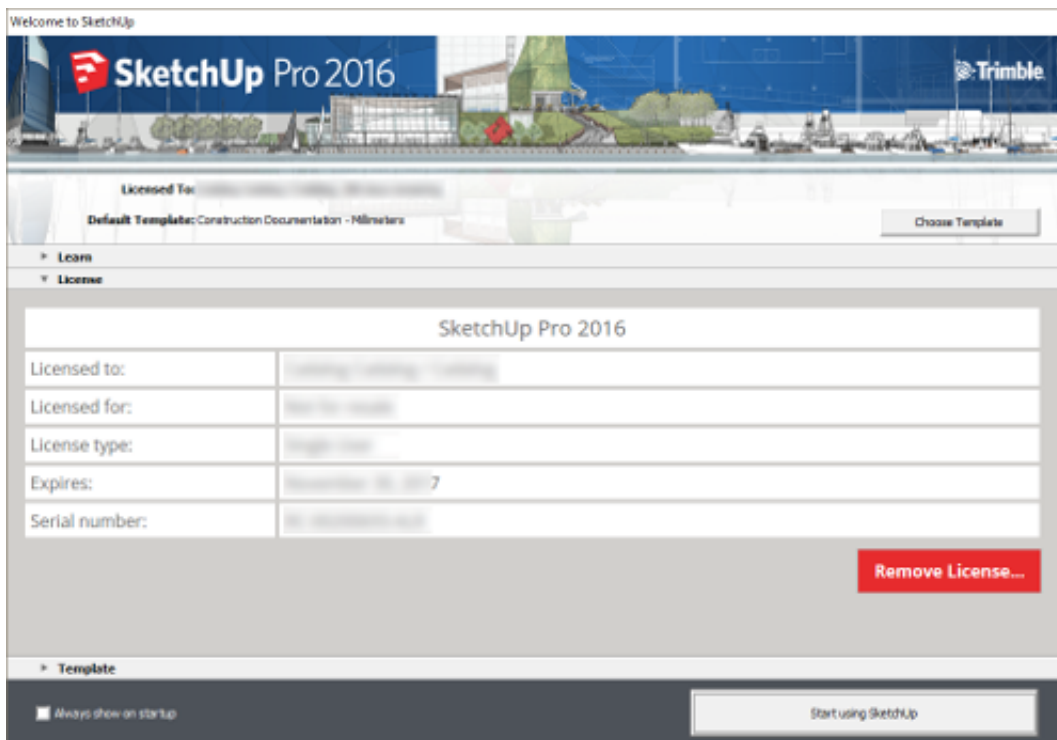 Welcome to SketchUp
SketchUp Pro 2016
Trimble
Licensed To:
Default Template: Construction Documentation - Millimeters
Choose Template
Learn
License
SketchUp Pro 2016
Licensed to:
Licensed for:
License type:
Expires: 7
Serial number:
Remove License...
Template
Always show on startup
Start using SketchUp